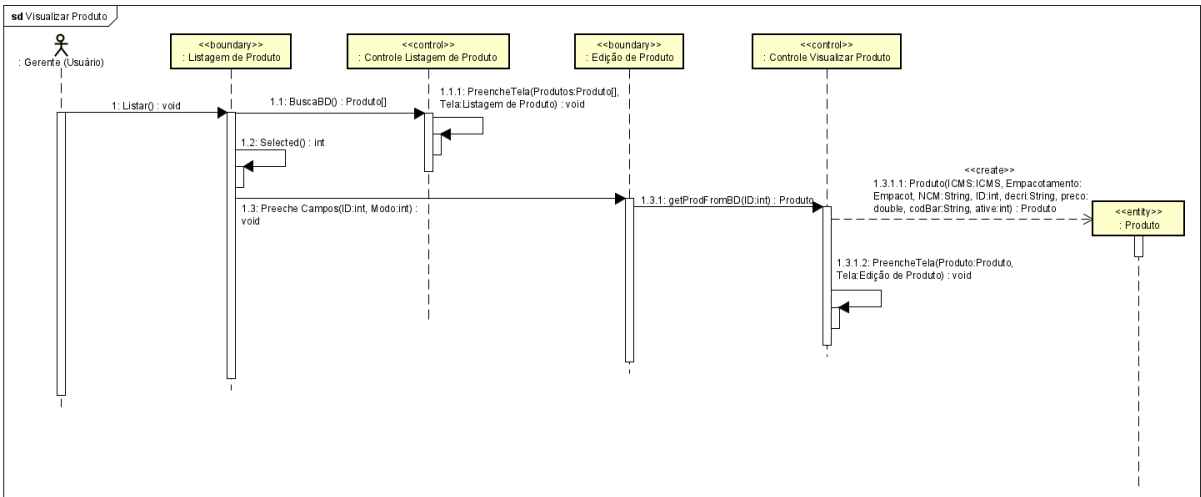 sd Visualizar Produto
: Gerente (Usuário)
<<boundary>>
: Listagem de Produto
<<control>>
: Controle Listagem de Produto
<<boundary>>
: Edição de Produto
<<control>>
: Controle Visualizar Produto
1: Listar() : void
1.1: BuscaBD() : Produto[]
1.1.1: PreencheTela(Produtos:Produto[],
Tela:Listagem de Produto) : void
1.2: Selected() : int
1.3: Preeche Campos(ID:int, Modo:int) :
void
1.3.1: getProdFromBD(ID:int) : Produto
<<create>>
1.3.1.1: Produto(ICMS:ICMS, Empacotamento:
Empacot, NCM:String, ID:int, decri:String, preco:
double, codBar:String, ative:int) : Produto
<<entity>>
: Produto
1.3.1.2: PreencheTela(Produto:Produto,
Tela:Edição de Produto) : void